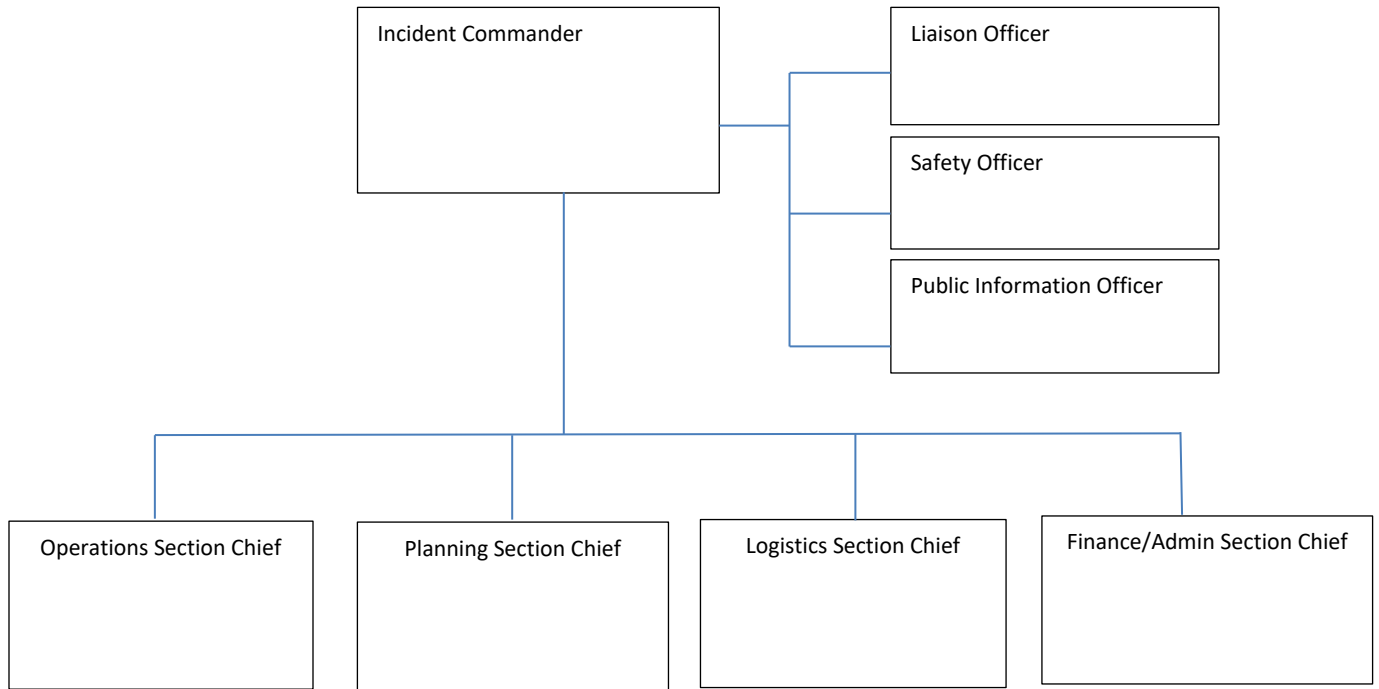 Incident Commander
Liaison Officer
Safety Officer
Public Information Officer
Operations Section Chief
Planning Section Chief
Logistics Section Chief
Finance/Admin Section Chief